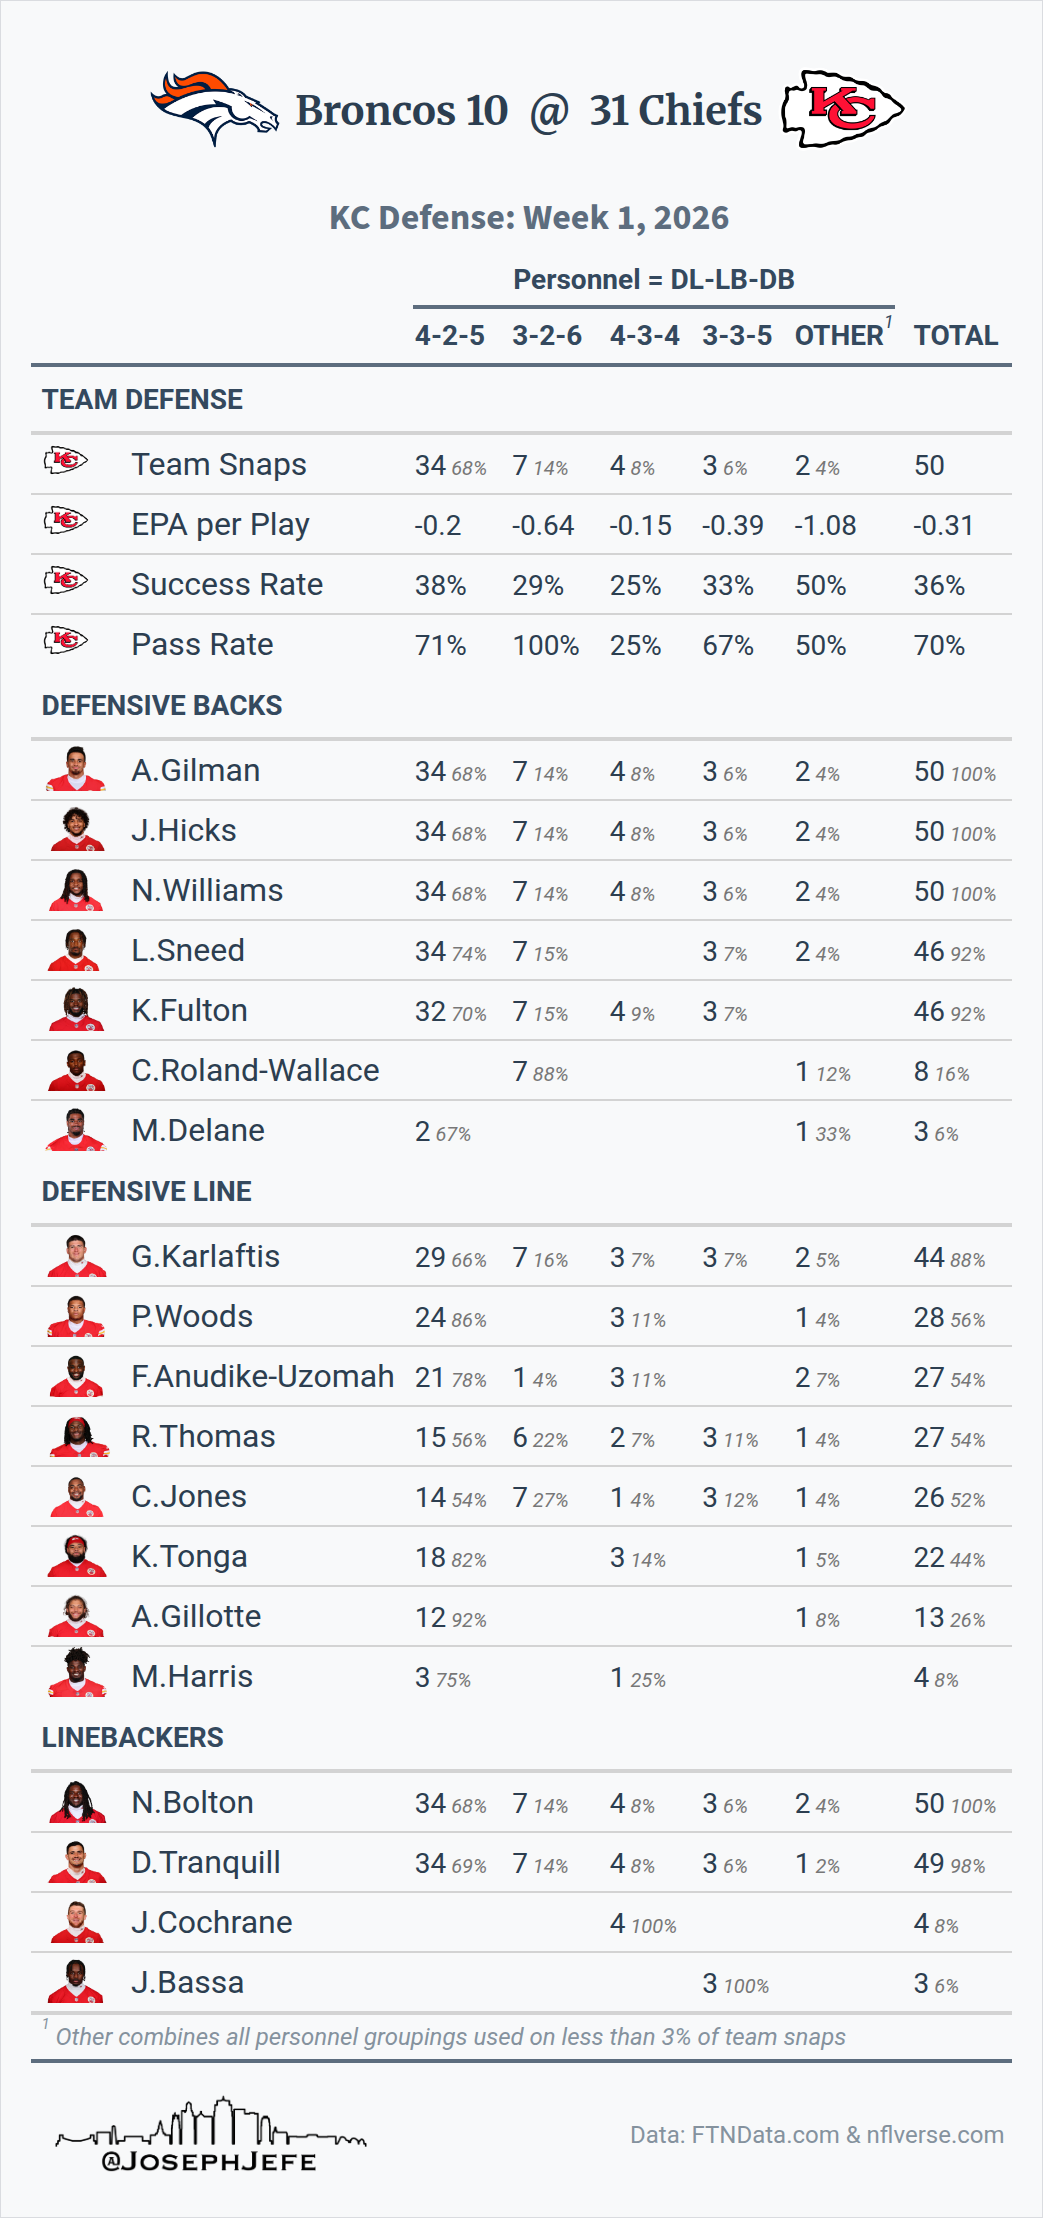 Broncos 10 @ 31 Chiefs
KC Defense: Week 1, 2026
Personnel = DL-LB-DB
4-2-5 3-2-6 4-3-4 3-3-5 OTHER1 TOTAL
TEAM DEFENSE
Team Snaps 34 68% 7 14% 4 8% 3 6% 2 4% 50
EPA per Play -0.2 -0.64 -0.15 -0.39 -1.08 -0.31
Success Rate 38% 29% 25% 33% 50% 36%
Pass Rate 71% 100% 25% 67% 50% 70%
DEFENSIVE BACKS
A.Gilman 34 68% 7 14% 4 8% 3 6% 2 4% 50 100%
J.Hicks 34 68% 7 14% 4 8% 3 6% 2 4% 50 100%
N.Williams 34 68% 7 14% 4 8% 3 6% 2 4% 50 100%
L.Sneed 34 74% 7 15% 3 7% 2 4% 46 92%
K.Fulton 32 70% 7 15% 4 9% 3 7% 46 92%
C.Roland-Wallace 7 88% 1 12% 8 16%
M.Delane 2 67% 1 33% 3 6%
DEFENSIVE LINE
G.Karlaftis 29 66% 7 16% 3 7% 3 7% 2 5% 44 88%
P.Woods 24 86% 3 11% 1 4% 28 56%
F.Anudike-Uzomah 21 78% 1 4% 3 11% 2 7% 27 54%
R.Thomas 15 56% 6 22% 2 7% 3 11% 1 4% 27 54%
C.Jones 14 54% 7 27% 1 4% 3 12% 1 4% 26 52%
K.Tonga 18 82% 3 14% 1 5% 22 44%
A.Gillotte 12 92% 1 8% 13 26%
M.Harris 3 75% 1 25% 4 8%
LINEBACKERS
N.Bolton 34 68% 7 14% 4 8% 3 6% 2 4% 50 100%
D.Tranquill 34 69% 7 14% 4 8% 3 6% 1 2% 49 98%
J.Cochrane 4 100% 4 8%
J.Bassa 3 100% 3 6%
1 Other combines all personnel groupings used on less than 3% of team snaps
@JosephJefe
Data: FTNData.com & nflverse.com